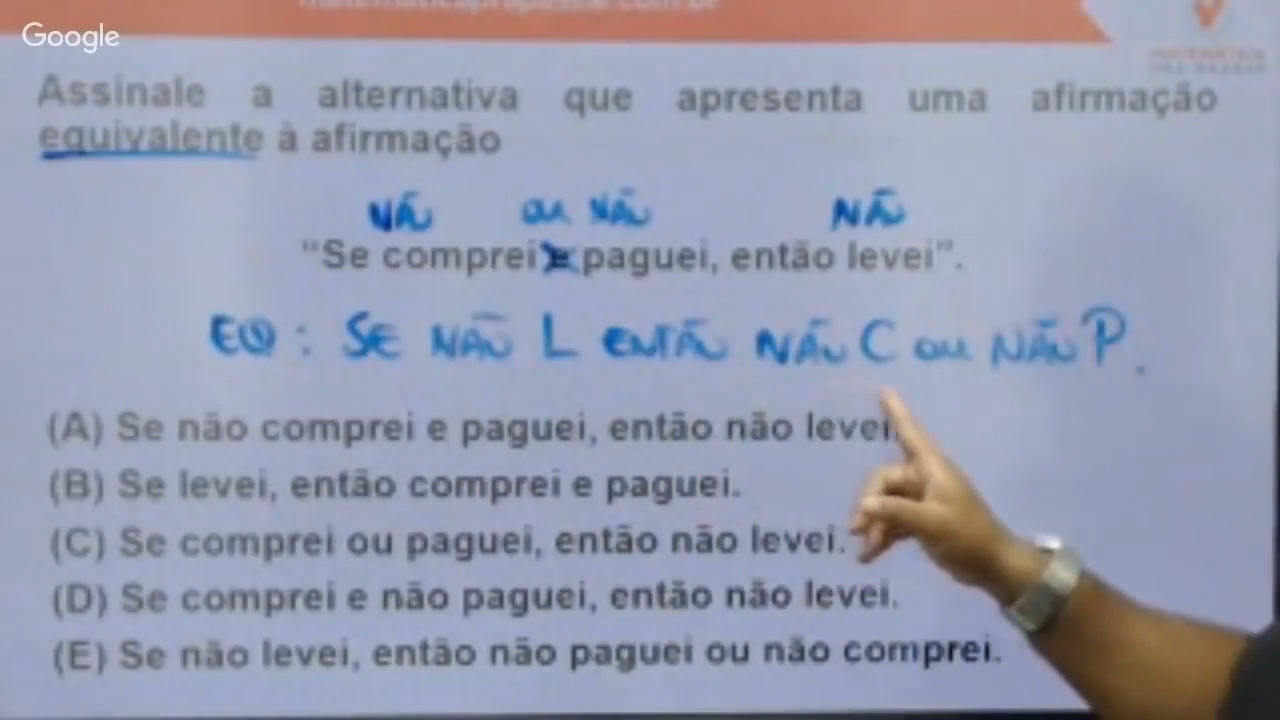 Google
Assinale a alternativa que apresenta uma afirmação
equivalente à afirmação
NÃO ou NÃO NÃO
"Se comprei e paguei, então levei".
EQ: SE NÃO L ENTÃO NÃO C ou NÃO P.
(A) Se não comprei e paguei, então não levei.
(B) Se levei, então comprei e paguei.
(C) Se comprei ou paguei, então não levei.
(D) Se comprei e não paguei, então não levei.
(E) Se não levei, então não paguei ou não comprei.